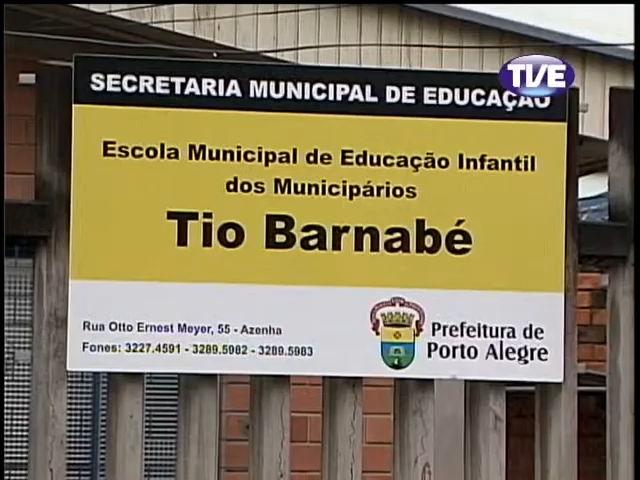 TVE
SECRETARIA MUNICIPAL DE EDUCAÇÃO
Escola Municipal de Educação Infantil
dos Municipários
Tio Barnabé
Rua Otto Ernest Meyer, 55 - Azenha
Fones: 3227.4591 - 3289.5982 - 3289.5983
Prefeitura de
Porto Alegre